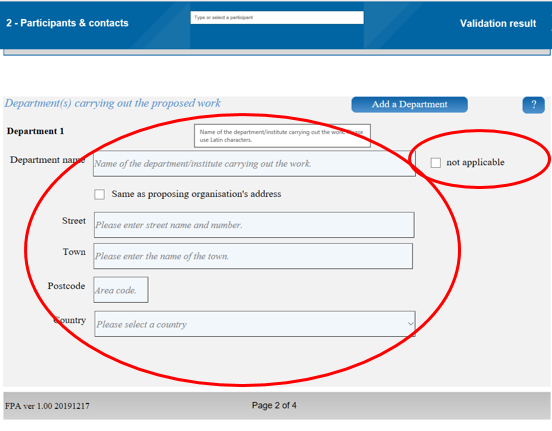 2 - Participants & contacts
Type or select a participant
Validation result
Department(s) carrying out the proposed work
Add a Department
?
Department 1
Name of the department/institute carrying out the work. Please
use Latin characters.
Department name
Name of the department/institute carrying out the work.
not applicable
Same as proposing organisation's address
Street
Please enter street name and number.
Town
Please enter the name of the town.
Postcode
Area code.
Country
Please select a country
FPA ver 1.00 20191217
Page 2 of 4